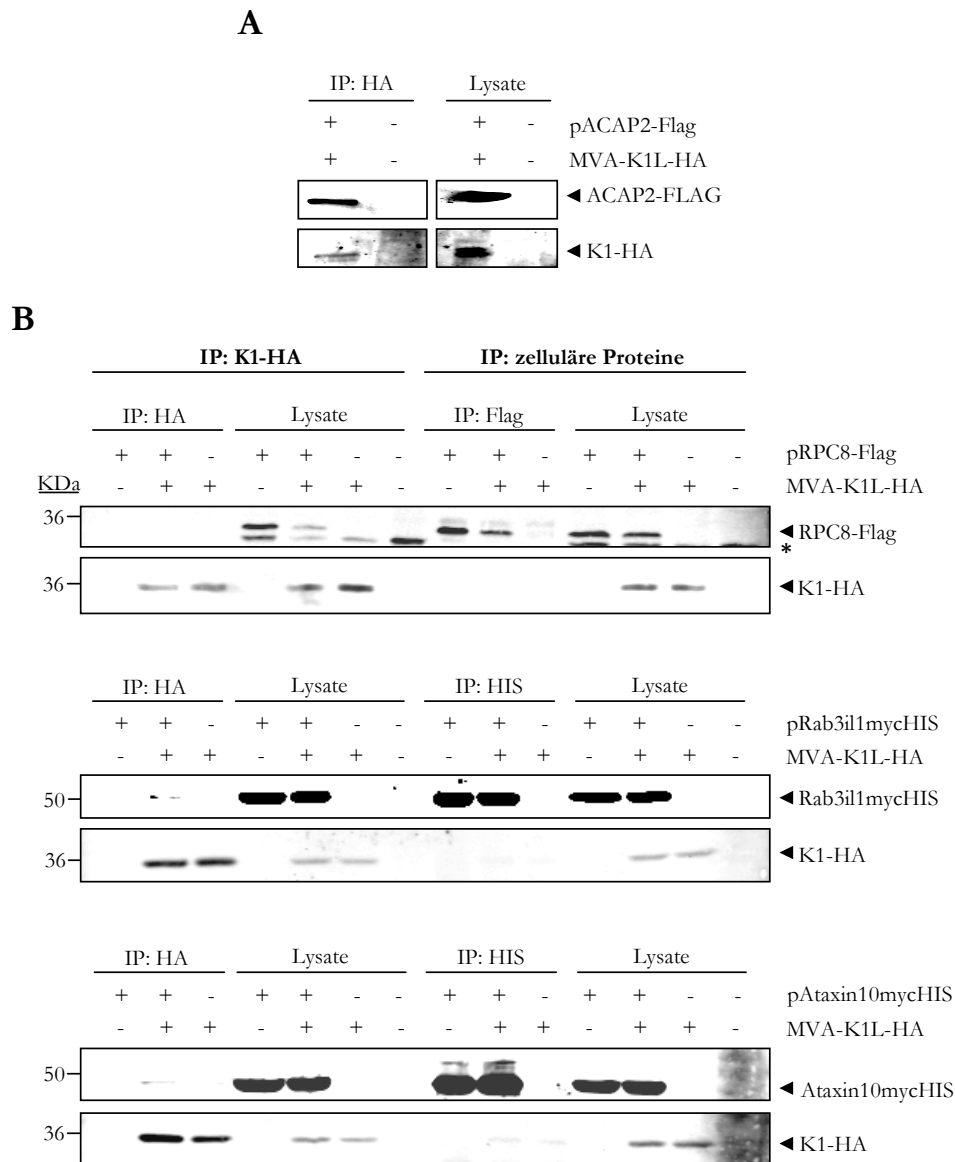 A
IP: HA Lysate
+ - + - pACAP2-Flag
+ - + - MVA-K1L-HA
◄ ACAP2-FLAG
◄ K1-HA
B
IP: K1-HA IP: zelluläre Proteine
IP: HA Lysate IP: Flag Lysate
+ + - + + - - + + - + + - - pRPC8-Flag
KDa - + + - + + - - + + - + + - MVA-K1L-HA
36 ◄ RPC8-Flag
*
36 ◄ K1-HA
IP: HA Lysate IP: HIS Lysate
+ + - + + - - + + - + + - - pRab3il1mycHIS
- + + - + + - - + + - + + - MVA-K1L-HA
50 ◄ Rab3il1mycHIS
36 ◄ K1-HA
IP: HA Lysate IP: HIS Lysate
+ + - + + - - + + - + + - - pAtaxin10mycHIS
- + + - + + - - + + - + + - MVA-K1L-HA
50 ◄ Ataxin10mycHIS
36 ◄ K1-HA